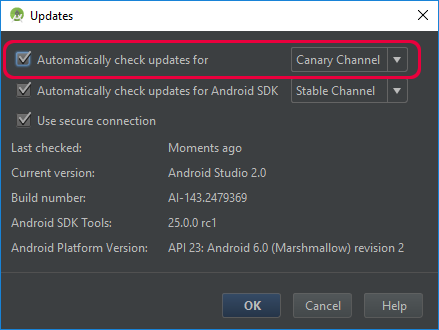 Updates
Automatically check updates for Canary Channel
Automatically check updates for Android SDK Stable Channel
Use secure connection
Last checked: Moments ago
Current version: Android Studio 2.0
Build number: AI-143.2479369
Android SDK Tools: 25.0.0 rc1
Android Platform Version: API 23: Android 6.0 (Marshmallow) revision 2
OK Cancel Help